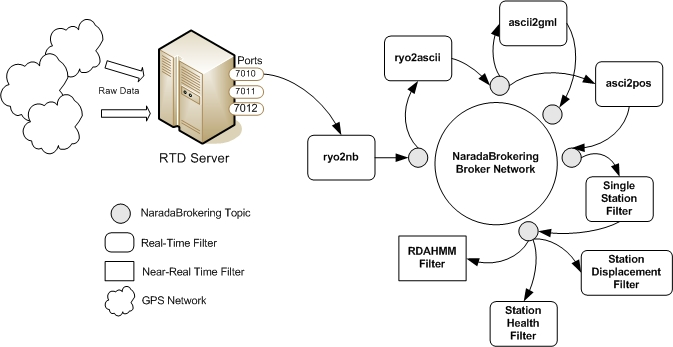 Raw Data
RTD Server
Ports
7010
7011
7012
ryo2nb
ryo2ascii
ascii2gml
asci2pos
NaradaBrokering
Broker Network
Single
Station
Filter
RDAHMM
Filter
Station
Health
Filter
Station
Displacement
Filter
NaradaBrokering Topic
Real-Time Filter
Near-Real Time Filter
GPS Network